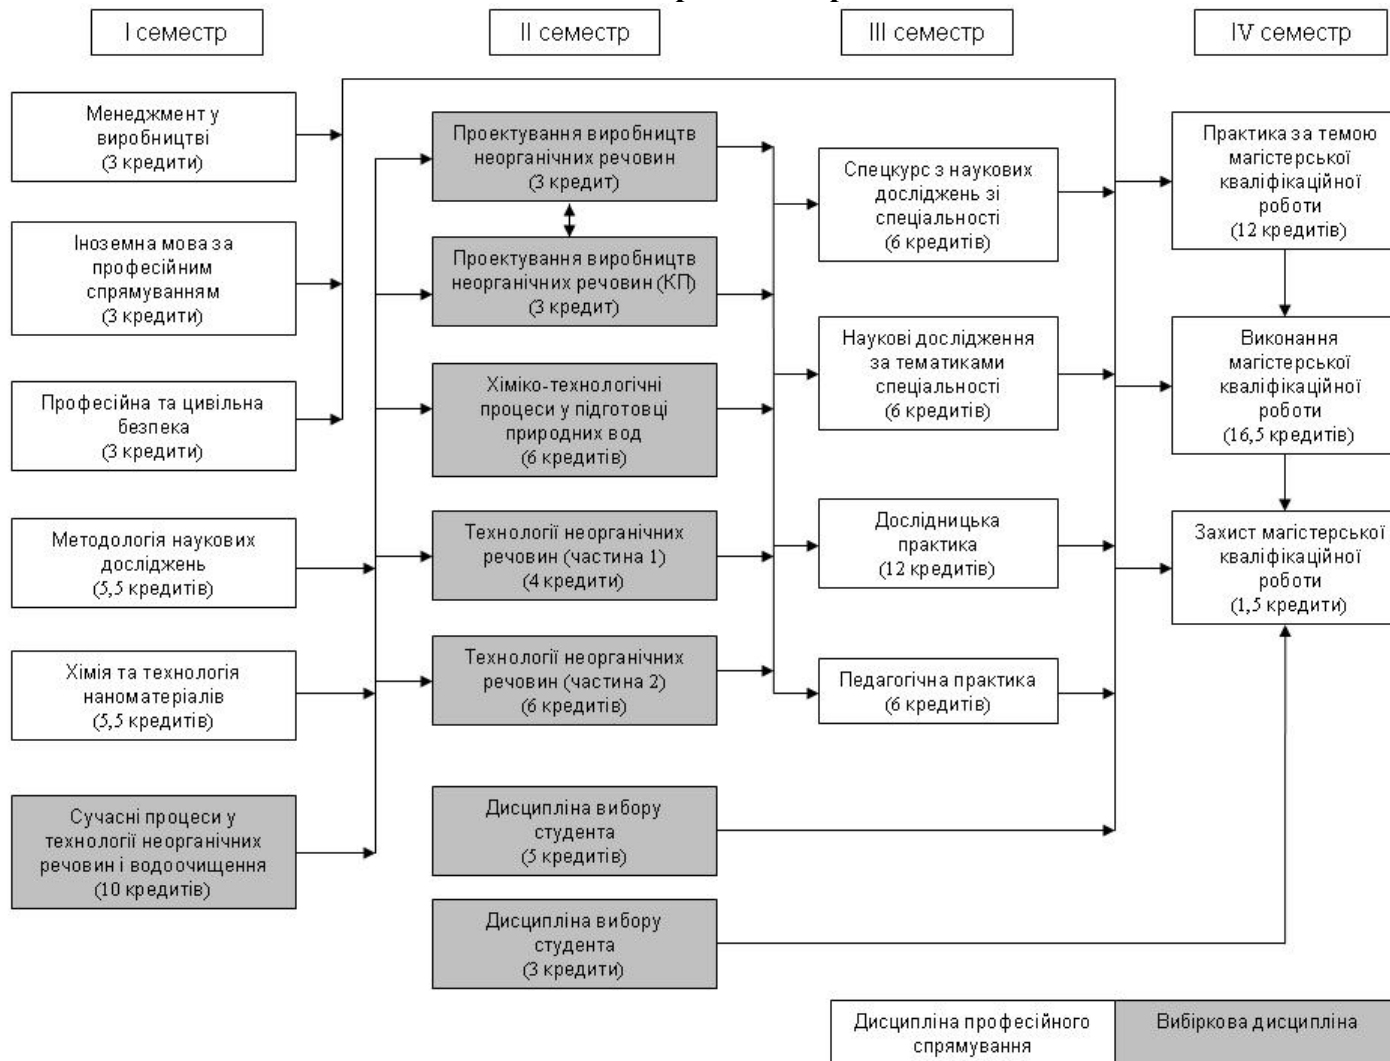 І семестр
ІІ семестр
ІІІ семестр
IV семестр
Менеджмент у
виробництві
(3 кредити)
Іноземна мова за
професійним
спрямуванням
(3 кредити)
Професійна та цивільна
безпека
(3 кредити)
Методологія наукових
досліджень
(5,5 кредитів)
Хімія та технологія
наноматеріалів
(5,5 кредитів)
Сучасні процеси у
технології неорганічних
речовин і водоочищення
(10 кредитів)
Проектування виробництв
неорганічних речовин
(3 кредит)
Проектування виробництв
неорганічних речовин (КП)
(3 кредит)
Хіміко-технологічні
процеси у підготовці
природних вод
(6 кредитів)
Технології неорганічних
речовин (частина 1)
(4 кредити)
Технології неорганічних
речовин (частина 2)
(6 кредитів)
Дисципліна вибору
студента
(5 кредитів)
Дисципліна вибору
студента
(3 кредити)
Спецкурс з наукових
досліджень зі
спеціальності
(6 кредитів)
Наукові дослідження
за тематиками
спеціальності
(6 кредитів)
Дослідницька
практика
(12 кредитів)
Педагогічна практика
(6 кредитів)
Практика за темою
магістерської
кваліфікаційної
роботи
(12 кредитів)
Виконання
магістерської
кваліфікаційної
роботи
(16,5 кредитів)
Захист магістерської
кваліфікаційної
роботи
(1,5 кредити)
Дисципліна професійного
спрямування
Вибіркова дисципліна